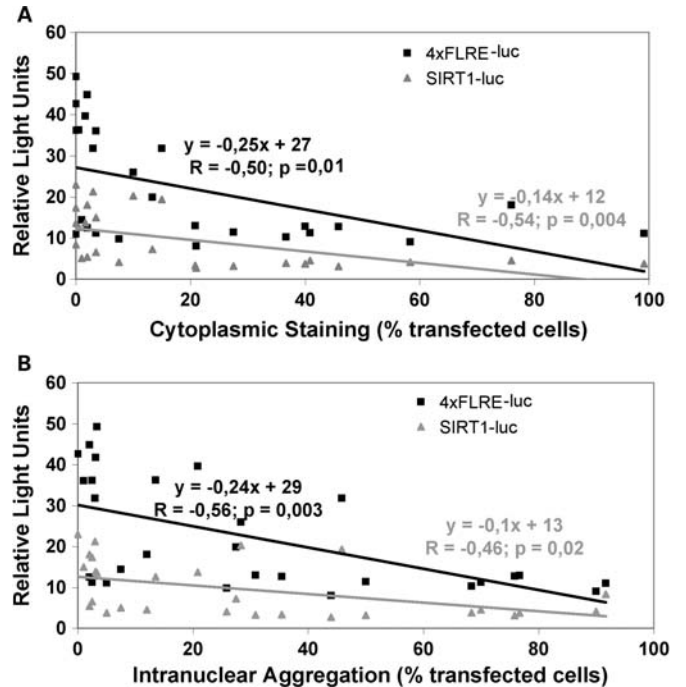 A
60
50
40
30
20
10
0
Relative Light Units
4xFLRE-luc
SIRT1-luc
y = -0,25x + 27
R = -0,50; p =0,01
y = -0,14x + 12
R = -0,54; p = 0,004
0 20 40 60 80 100
Cytoplasmic Staining (% transfected cells)
B
60
50
40
30
20
10
0
Relative Light Units
4xFLRE-luc
SIRT1-luc
y = -0,24x + 29
R = -0,56; p = 0,003
y = -0,1x + 13
R = -0,46; p = 0,02
0 20 40 60 80 100
Intranuclear Aggregation (% transfected cells)